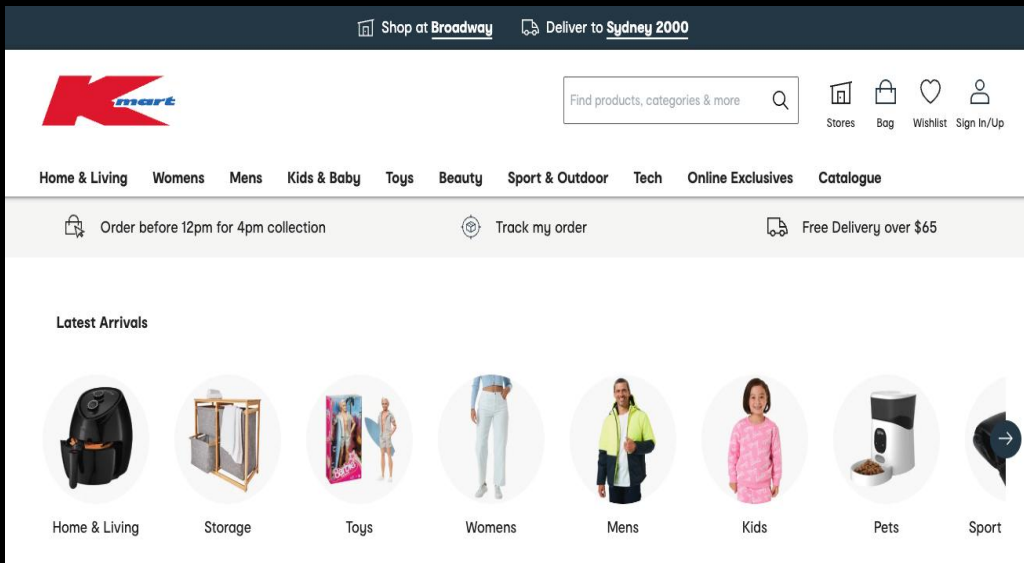 Shop at Broadway Deliver to Sydney 2000
Kmart
Find products, categories & more
Stores Bag Wishlist Sign In/Up
Home & Living Womens Mens Kids & Baby Toys Beauty Sport & Outdoor Tech Online Exclusives Catalogue
Order before 12pm for 4pm collection Track my order Free Delivery over $65
Latest Arrivals
Barbie
Home & Living Storage Toys Womens Mens Kids Pets Sport